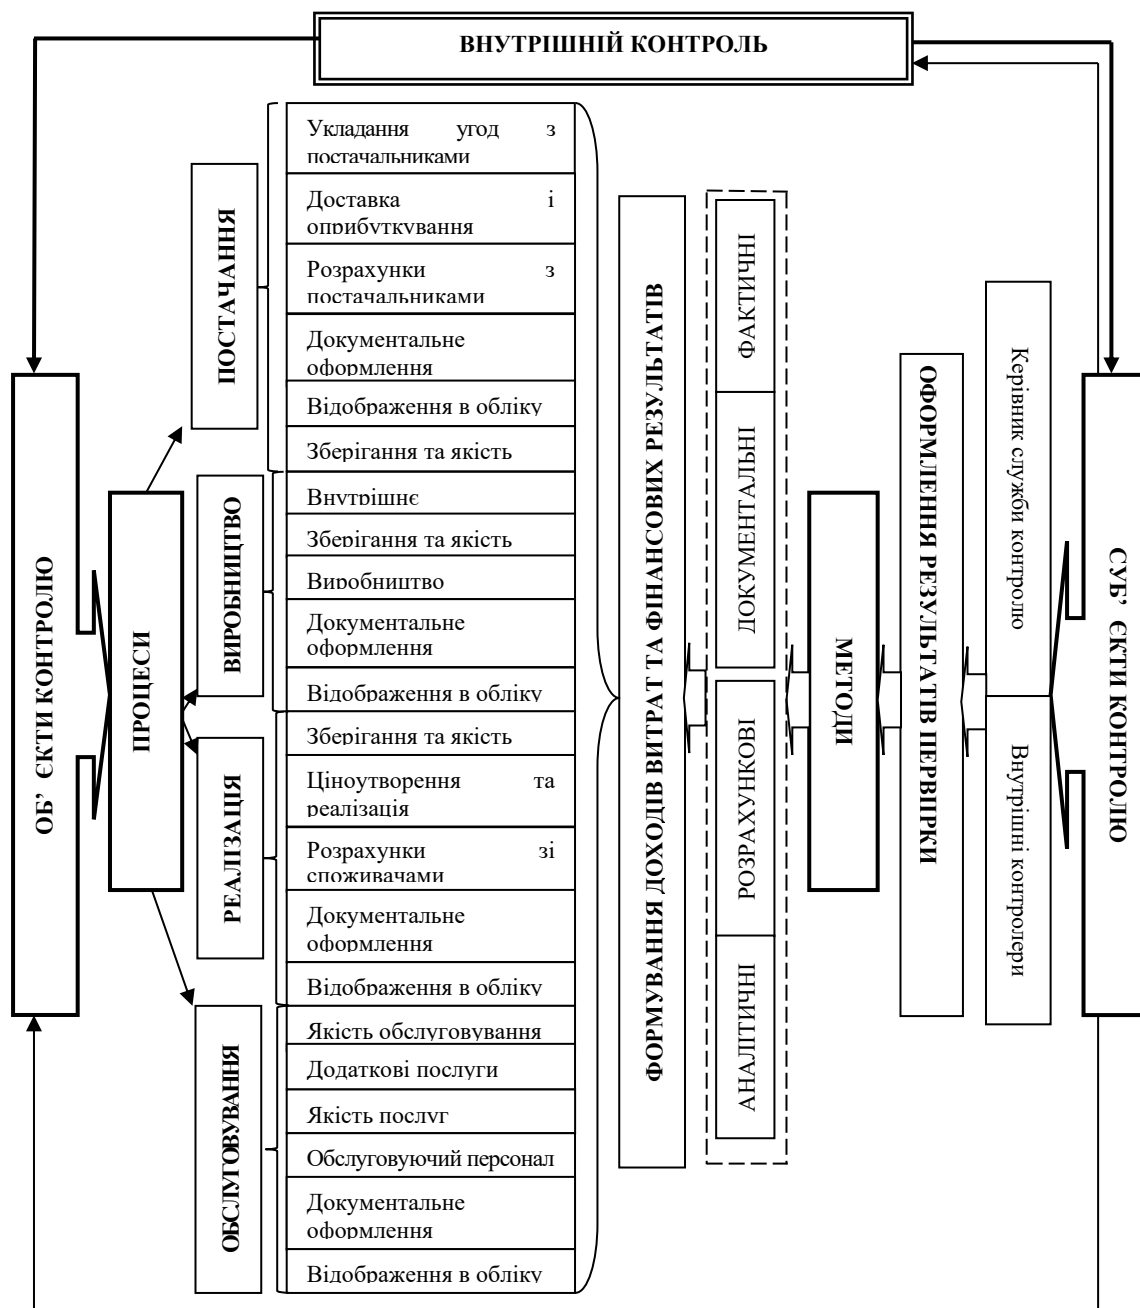 ВНУТРІШНІЙ КОНТРОЛЬ
ОБ’ ЄКТИ КОНТРОЛЮ
ПРОЦЕСИ
ПОСТАЧАННЯ
Укладання угод з
постачальниками
Доставка і
оприбуткування
Розрахунки з
постачальниками
Документальне
оформлення
Відображення в обліку
Зберігання та якість
ВИРОБНИЦТВО
Внутрішнє
Зберігання та якість
Виробництво
Документальне
оформлення
Відображення в обліку
РЕАЛІЗАЦІЯ
Зберігання та якість
Ціноутворення та
реалізація
Розрахунки зі
споживачами
Документальне
оформлення
Відображення в обліку
ОБСЛУГОВУВАННЯ
Якість обслуговування
Додаткові послуги
Якість послуг
Обслуговуючий персонал
Документальне
оформлення
Відображення в обліку
ФОРМУВАННЯ ДОХОДІВ ВИТРАТ ТА ФІНАНСОВИХ РЕЗУЛЬТАТІВ
ФАКТИЧНІ
ДОКУМЕНТАЛЬНІ
РОЗРАХУНКОВІ
АНАЛІТИЧНІ
МЕТОДИ
ОФОРМЛЕННЯ РЕЗУЛЬТАТІВ ПЕРВІПРКИ
Керівник служби контролю
Внутрішні контролери
СУБ’ ЄКТИ КОНТРОЛЮ